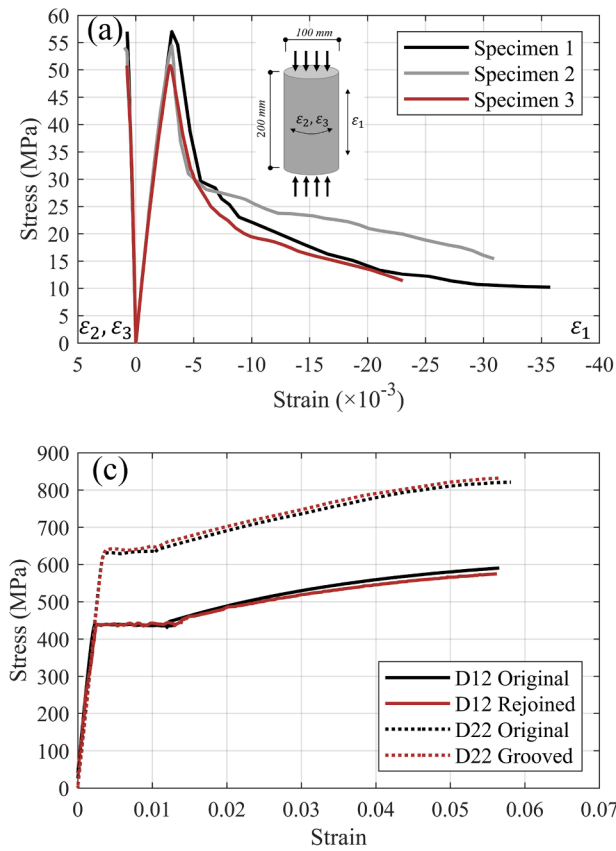 (a)
60
55
50
45
40
35
30
25
20
15
10
5
0
Stress (MPa)
100 mm
200 mm
ε₂, ε₃
ε₁
Specimen 1
Specimen 2
Specimen 3
ε₂, ε₃
ε₁
5 0 -5 -10 -15 -20 -25 -30 -35 -40
Strain (×10⁻³)
(c)
900
800
700
600
500
400
300
200
100
0
Stress (MPa)
D12 Original
D12 Rejoined
D22 Original
D22 Grooved
0 0.01 0.02 0.03 0.04 0.05 0.06 0.07
Strain